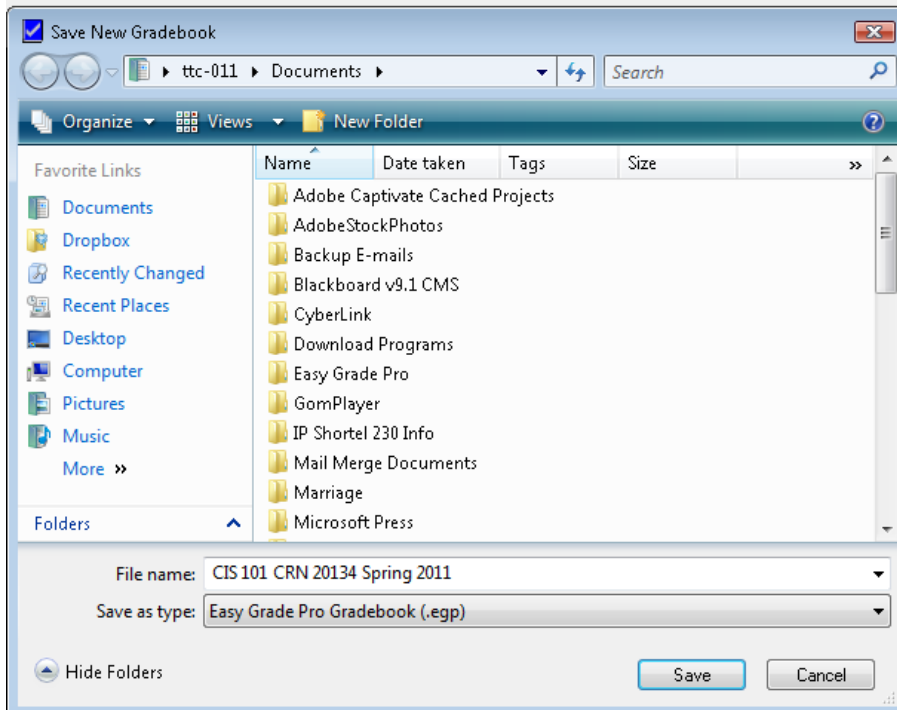 Save New Gradebook
ttc-011 Documents Search
Organize Views New Folder
Favorite Links
Documents
Dropbox
Recently Changed
Recent Places
Desktop
Computer
Pictures
Music
More »
Folders
Name Date taken Tags Size »
Adobe Captivate Cached Projects
AdobeStockPhotos
Backup E-mails
Blackboard v9.1 CMS
CyberLink
Download Programs
Easy Grade Pro
GomPlayer
IP Shortel 230 Info
Mail Merge Documents
Marriage
Microsoft Press
File name: CIS 101 CRN 20134 Spring 2011
Save as type: Easy Grade Pro Gradebook (.egp)
Hide Folders Save Cancel